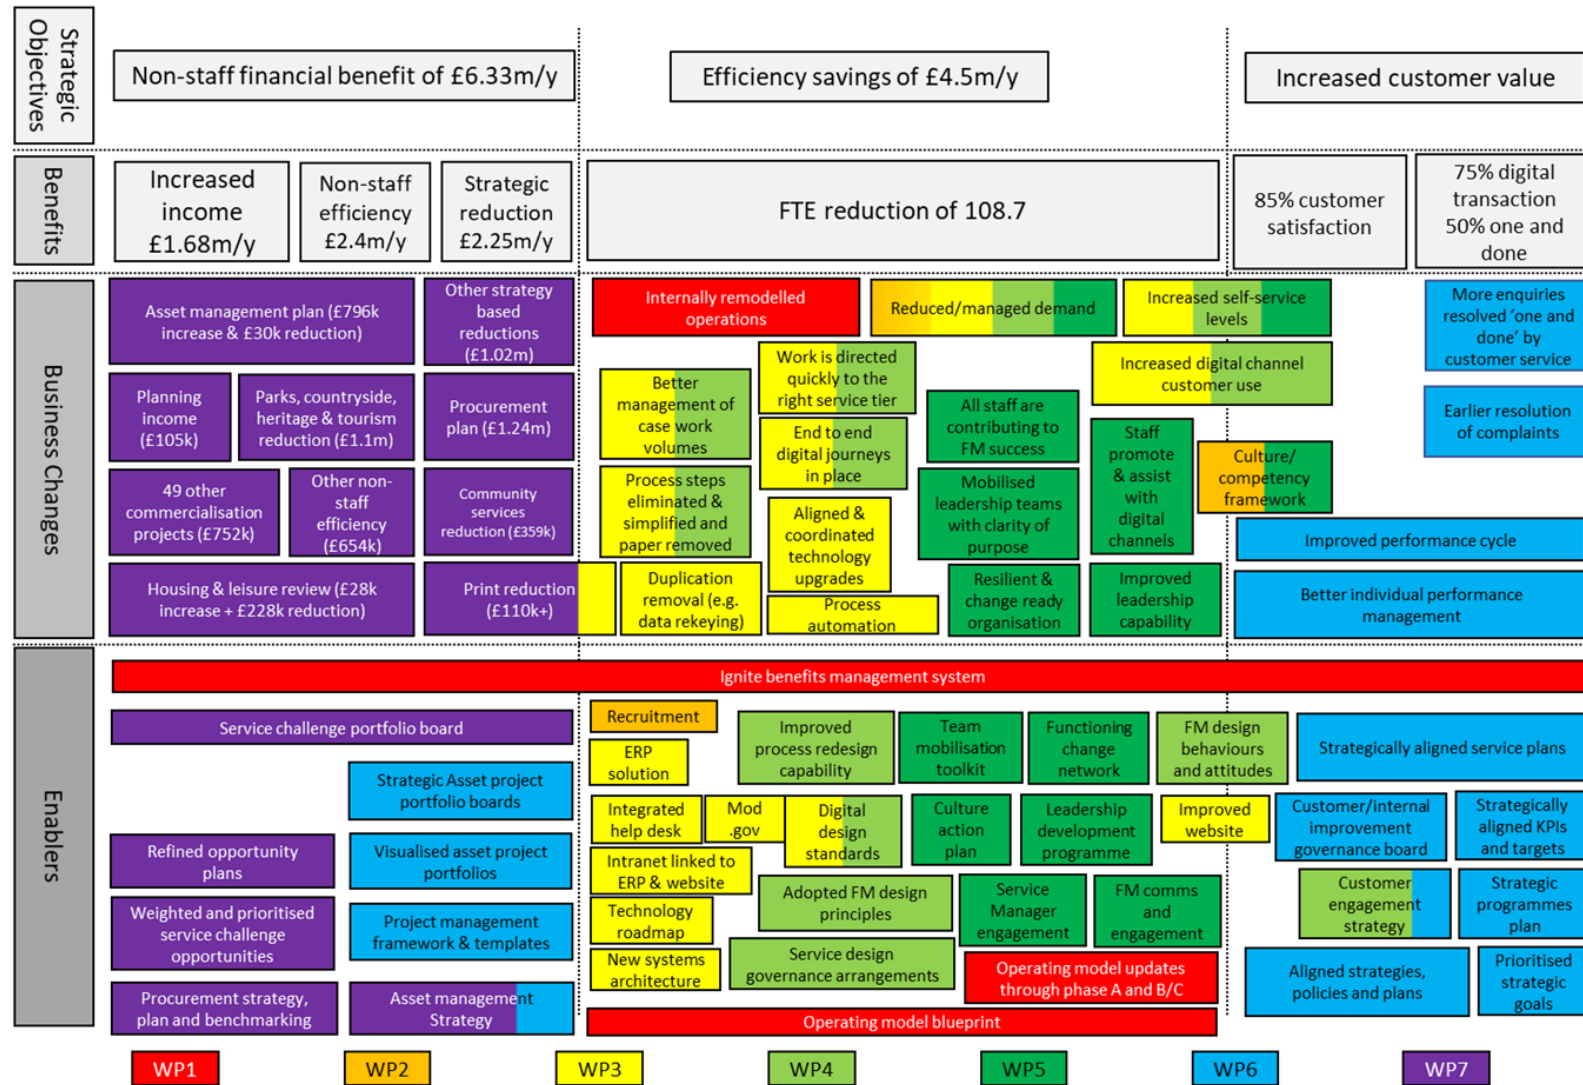 Strategic
Objectives
Non-staff financial benefit of £6.33m/y
Efficiency savings of £4.5m/y
Increased customer value
Benefits
Increased
income
£1.68m/y
Non-staff
efficiency
£2.4m/y
Strategic
reduction
£2.25m/y
FTE reduction of 108.7
85% customer
satisfaction
75% digital
transaction
50% one and
done
Business Changes
Asset management plan (£796k
increase & £30k reduction)
Other strategy
based
reductions
(£1.02m)
Planning
income
(£105k)
Parks, countryside,
heritage & tourism
reduction (£1.1m)
Procurement
plan (£1.24m)
49 other
commercialisation
projects (£752k)
Other non-
staff
efficiency
(£654k)
Community
services
reduction (£359k)
Housing & leisure review (£28k
increase + £228k reduction)
Print reduction
(£110k+)
Internally remodelled
operations
Reduced/managed demand
Increased self-service
levels
Better
management of
case work
volumes
Work is directed
quickly to the
right service tier
Increased digital channel
customer use
End to end
digital journeys
in place
All staff are
contributing to
FM success
Staff
promote
& assist
with
digital
channels
Culture/
competency
framework
Process steps
eliminated &
simplified and
paper removed
Aligned &
coordinated
technology
upgrades
Mobilised
leadership teams
with clarity of
purpose
Duplication
removal (e.g.
data rekeying)
Process
automation
Resilient &
change ready
organisation
Improved
leadership
capability
More enquiries
resolved ‘one and
done’ by
customer service
Earlier resolution
of complaints
Improved performance cycle
Better individual performance
management
Enablers
Ignite benefits management system
Service challenge portfolio board
Strategic Asset project
portfolio boards
Refined opportunity
plans
Visualised asset project
portfolios
Weighted and prioritised
service challenge
opportunities
Project management
framework & templates
Procurement strategy,
plan and benchmarking
Asset management
Strategy
Recruitment
ERP
solution
Improved
process redesign
capability
Team
mobilisation
toolkit
Functioning
change
network
FM design
behaviours
and attitudes
Strategically aligned service plans
Integrated
help desk
Mod
.gov
Digital
design
standards
Culture
action
plan
Leadership
development
programme
Improved
website
Customer/internal
improvement
governance board
Strategically
aligned KPIs
and targets
Intranet linked to
ERP & website
Adopted FM design
principles
Service
Manager
engagement
FM comms
and
engagement
Customer
engagement
strategy
Strategic
programmes
plan
Technology
roadmap
New systems
architecture
Service design
governance arrangements
Operating model updates
through phase A and B/C
Aligned strategies,
policies and plans
Prioritised
strategic
goals
Operating model blueprint
WP1
WP2
WP3
WP4
WP5
WP6
WP7